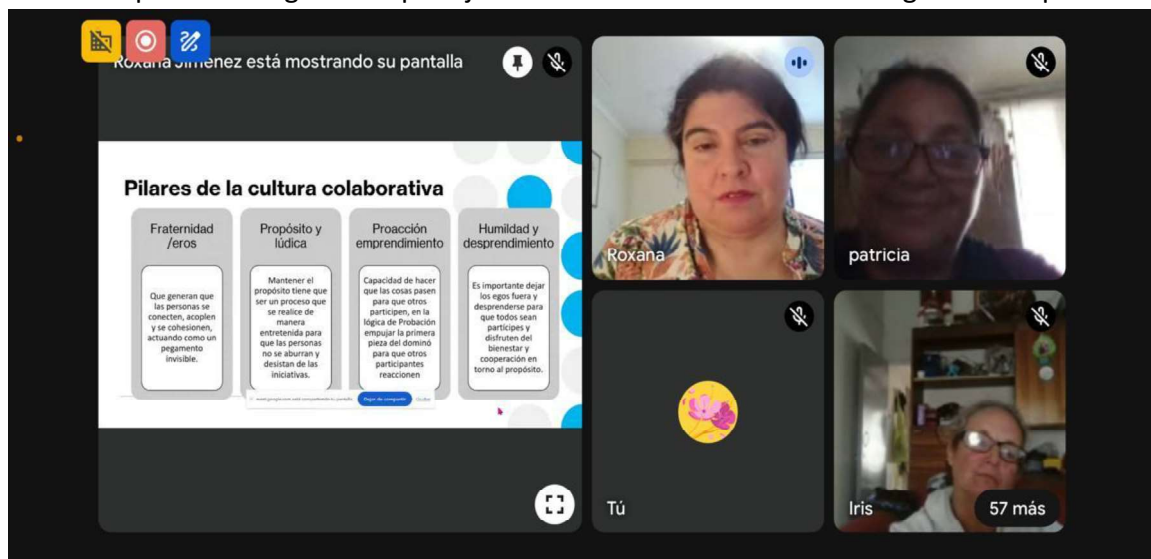 Roxana Jiménez está mostrando su pantalla
Pilares de la cultura colaborativa
Fraternidad
/eros
Que generan que
las personas se
conecten, acoplen
y se cohesionen,
actuando como un
pegamento
invisible.
Propósito y
lúdica
Mantener el
propósito tiene que
ser un proceso que
se realice de
manera
entretenida para
que las personas
no se aburran y
desistan de las
iniciativas.
Proacción
emprendimiento
Capacidad de hacer
que las cosas pasen
para que otros
participen, en la
lógica de Probación
empujar la primera
pieza del dominó
para que otros
participantes
reaccionen
Humildad y
desprendimiento
Es importante dejar
los egos fuera y
desprenderse para
que todos sean
partícipes y
disfruten del
bienestar y
cooperación en
torno al propósito.
Dejar de compartir
Roxana
patricia
Tú
Iris
57 más